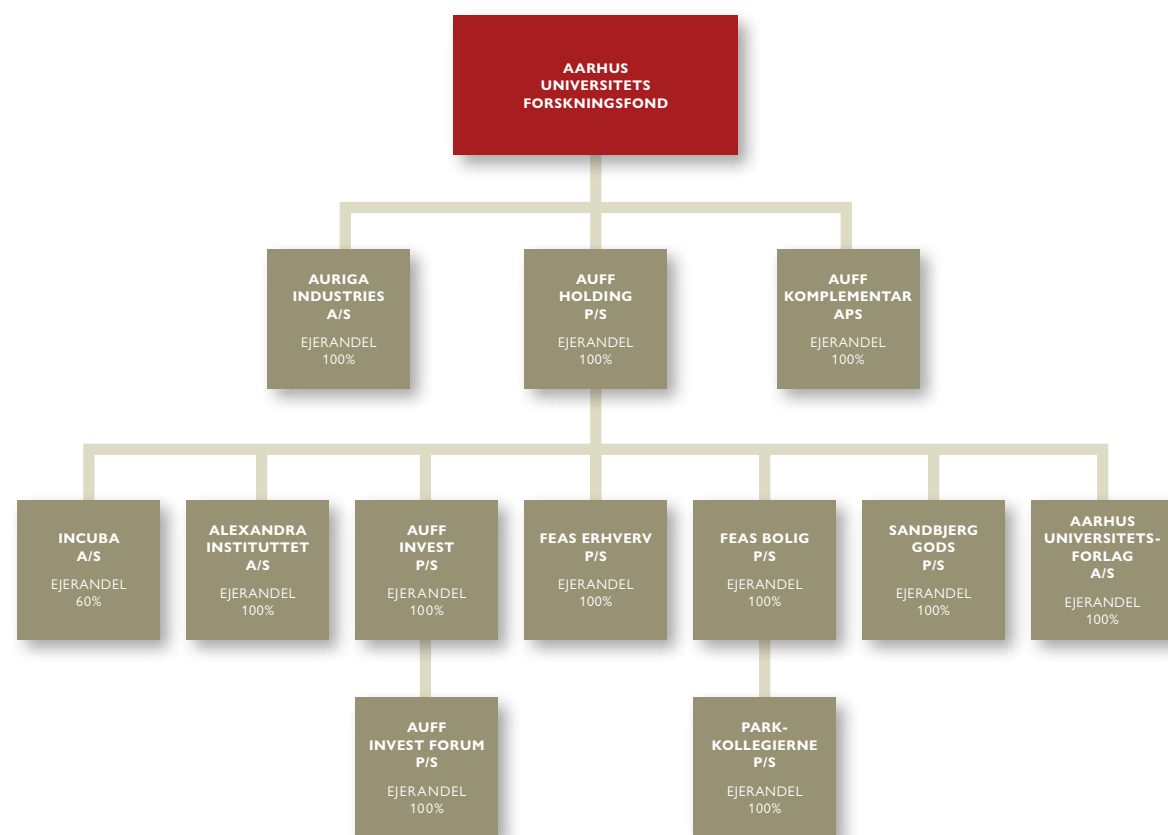 AARHUS
UNIVERSITETS
FORSKNINGSFOND
AURIGA
INDUSTRIES
A/S
EJERANDEL
100%
AUFF
HOLDING
P/S
EJERANDEL
100%
AUFF
KOMPLEMENTAR
APS
EJERANDEL
100%
INCUBA
A/S
EJERANDEL
60%
ALEXANDRA
INSTITUTTET
A/S
EJERANDEL
100%
AUFF
INVEST
P/S
EJERANDEL
100%
FEAS ERHVERV
P/S
EJERANDEL
100%
FEAS BOLIG
P/S
EJERANDEL
100%
SANDBJERG
GODS
P/S
EJERANDEL
100%
AARHUS
UNIVERSITETS-
FORLAG
A/S
EJERANDEL
100%
AUFF
INVEST FORUM
P/S
EJERANDEL
100%
PARK-
KOLLEGIERNE
P/S
EJERANDEL
100%